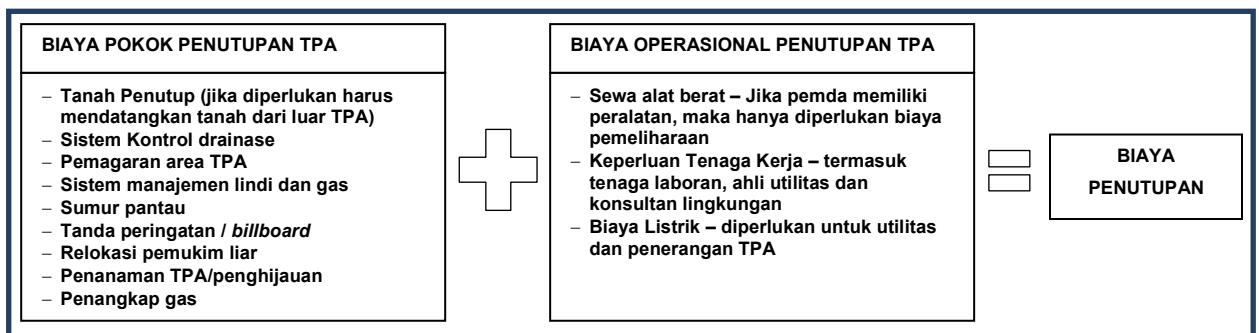 BIAYA POKOK PENUTUPAN TPA
– Tanah Penutup (jika diperlukan harus
mendatangkan tanah dari luar TPA)
– Sistem Kontrol drainase
– Pemagaran area TPA
– Sistem manajemen lindi dan gas
– Sumur pantau
– Tanda peringatan / billboard
– Relokasi pemukim liar
– Penanaman TPA/penghijauan
– Penangkap gas
BIAYA OPERASIONAL PENUTUPAN TPA
– Sewa alat berat – Jika pemda memiliki
peralatan, maka hanya diperlukan biaya
pemeliharaan
– Keperluan Tenaga Kerja – termasuk
tenaga laboran, ahli utilitas dan
konsultan lingkungan
– Biaya Listrik – diperlukan untuk utilitas
dan penerangan TPA
BIAYA
PENUTUPAN